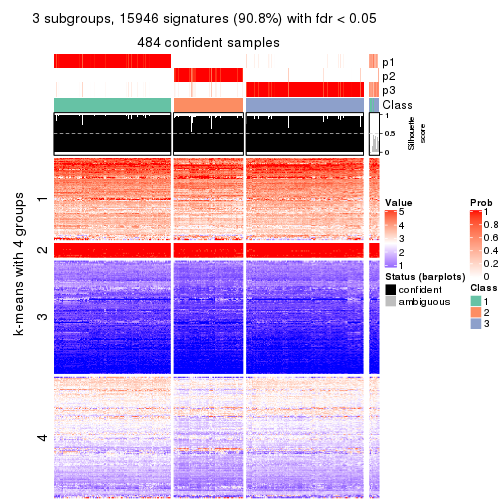 3 subgroups, 15946 signatures (90.8%) with fdr < 0.05
484 confident samples
p1
p2
p3
Class
1
0.5
0
Silhouette
score
k-means with 4 groups
1
2
3
4
Value
5
4
3
2
1
Status (barplots)
confident
ambiguous
Prob
1
0.8
0.6
0.4
0.2
0
Class
1
2
3